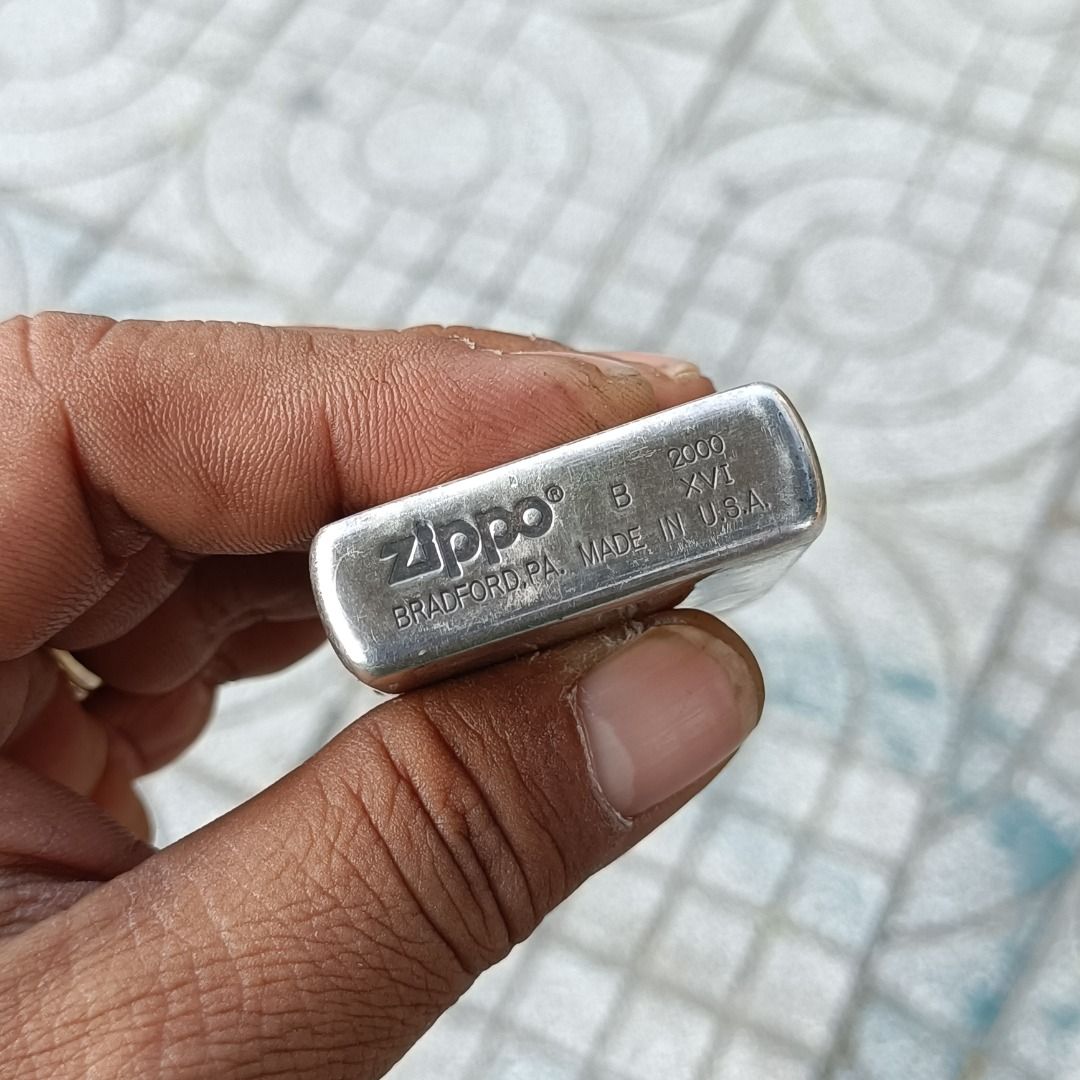 zippo® B 2000
XVI
BRADFORD, PA. MADE IN U.S.A.